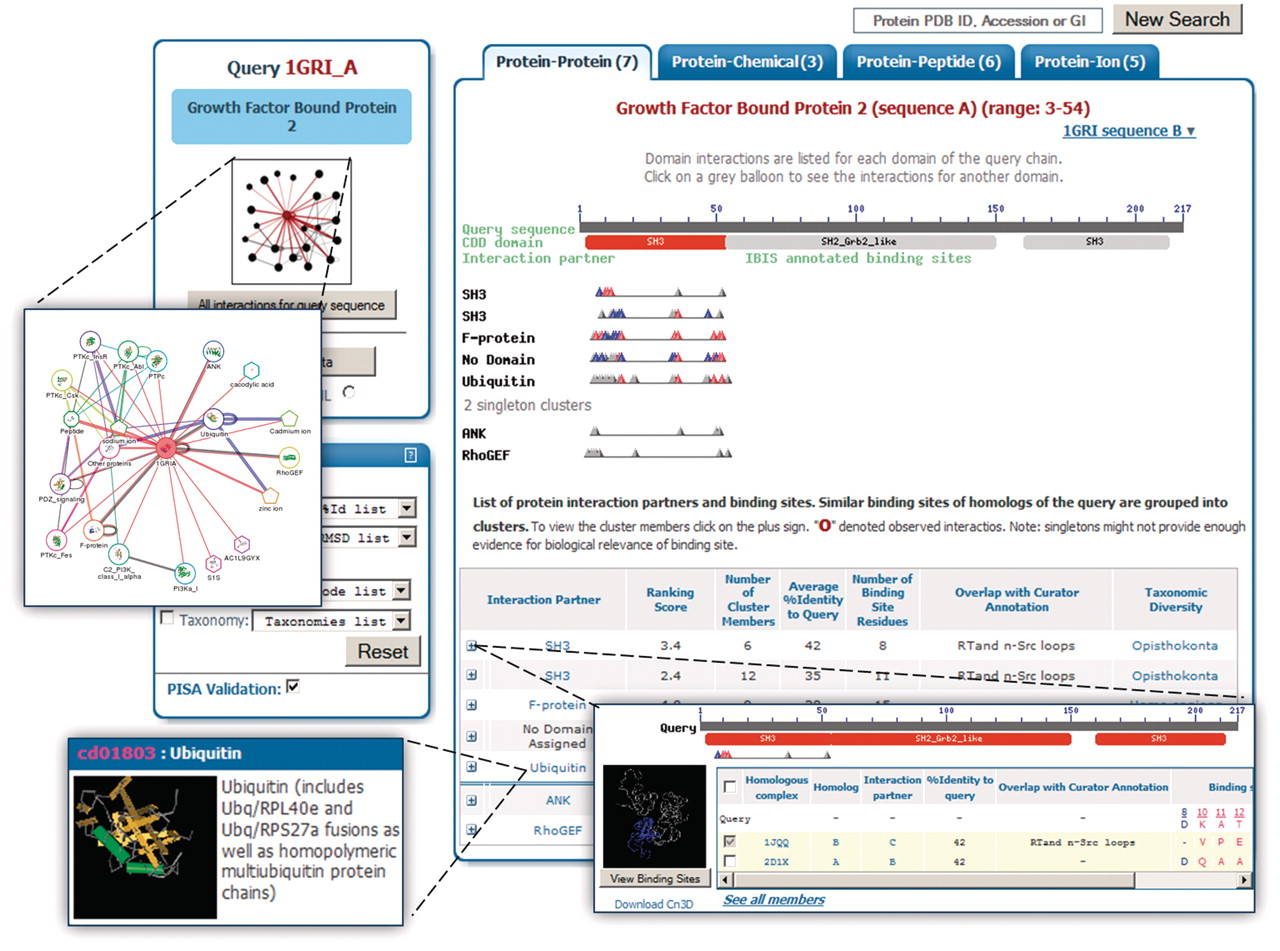 Protein PDB ID, Accession or GI
New Search
Query 1GRI_A
Growth Factor Bound Protein
2
All interactions for query sequence
ta
PTKc_InsR
PTKc_Abl
PTPc
ANK
cacodylic acid
PTKc_Csk
Peptide
sodium ion
Ubiquitin
Cadmium ion
Other proteins
1GRIA
RhoGEF
PDZ_signaling
zinc ion
F-protein
PTKc_Fes
C2_PI3K_
class_I_alpha
AC1L9GYX
S1S
PI3Ka_I
?
%Id list
RMSD list
ode list
Taxonomy: Taxonomies list
Reset
PISA Validation:
cd01803 : Ubiquitin
Ubiquitin (includes
Ubq/RPL40e and
Ubq/RPS27a fusions as
well as homopolymeric
multiubiquitin protein
chains)
Protein-Protein (7) Protein-Chemical (3) Protein-Peptide (6) Protein-Ion (5)
Growth Factor Bound Protein 2 (sequence A) (range: 3-54)
1GRI sequence B ▼
Domain interactions are listed for each domain of the query chain.
Click on a grey balloon to see the interactions for another domain.
1 50 100 150 200 217
Query sequence
CDD domain SH3 SH2_Grb2_like SH3
Interaction partner IBIS annotated binding sites
SH3
SH3
F-protein
No Domain
Ubiquitin
2 singleton clusters
ANK
RhoGEF
List of protein interaction partners and binding sites. Similar binding sites of homologs of the query are grouped into
clusters. To view the cluster members click on the plus sign. "O" denoted observed interactios. Note: singletons might not provide enough
evidence for biological relevance of binding site.
Interaction Partner Ranking Score Number of Cluster Members Average %Identity to Query Number of Binding Site Residues Overlap with Curator Annotation Taxonomic Diversity
SH3 3.4 6 42 8 RTand n-Src loops Opisthokonta
SH3 2.4 12 35 11 RTand n-Src loops Opisthokonta
F-protein
No Domain
Assigned
Ubiquitin
ANK
RhoGEF
1 50 100 150 200 217
Query
SH3 SH2_Grb2_like SH3
Homologous complex Homolog Interaction partner %Identity to query Overlap with Curator Annotation Binding s
8 10 11 12
Query - - - - D K A T
1JQQ B C 42 RTand n-Src loops - V P E
2D1X A B 42 - D Q A A
View Binding Sites
Download Cn3D
See all members